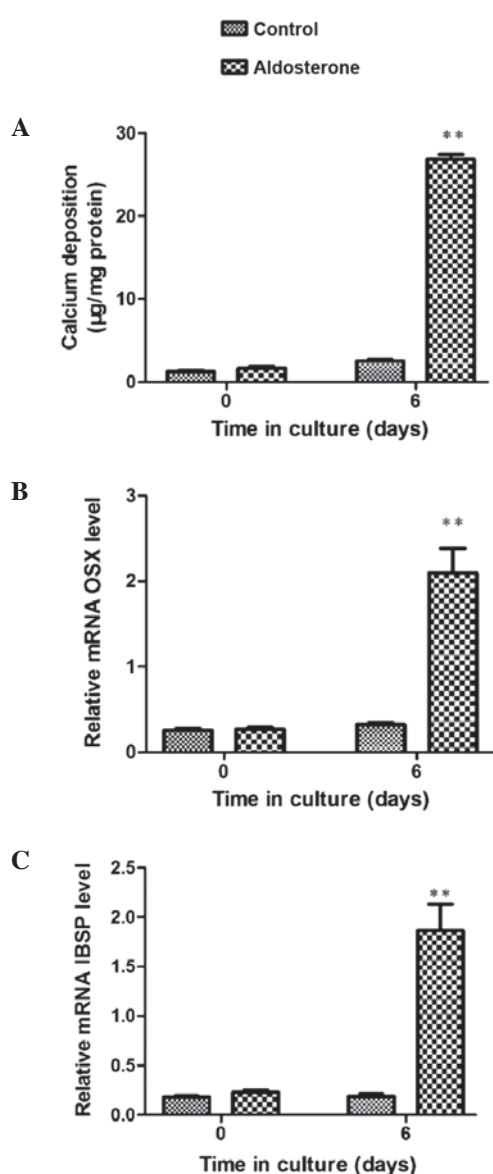 Control
Aldosterone
A
Calcium deposition
(µg/mg protein)
30
20
10
0
**
0
6
Time in culture (days)
B
Relative mRNA OSX level
3
2
1
0
**
0
6
Time in culture (days)
C
Relative mRNA IBSP level
2.5
2.0
1.5
1.0
0.5
0.0
**
0
6
Time in culture (days)